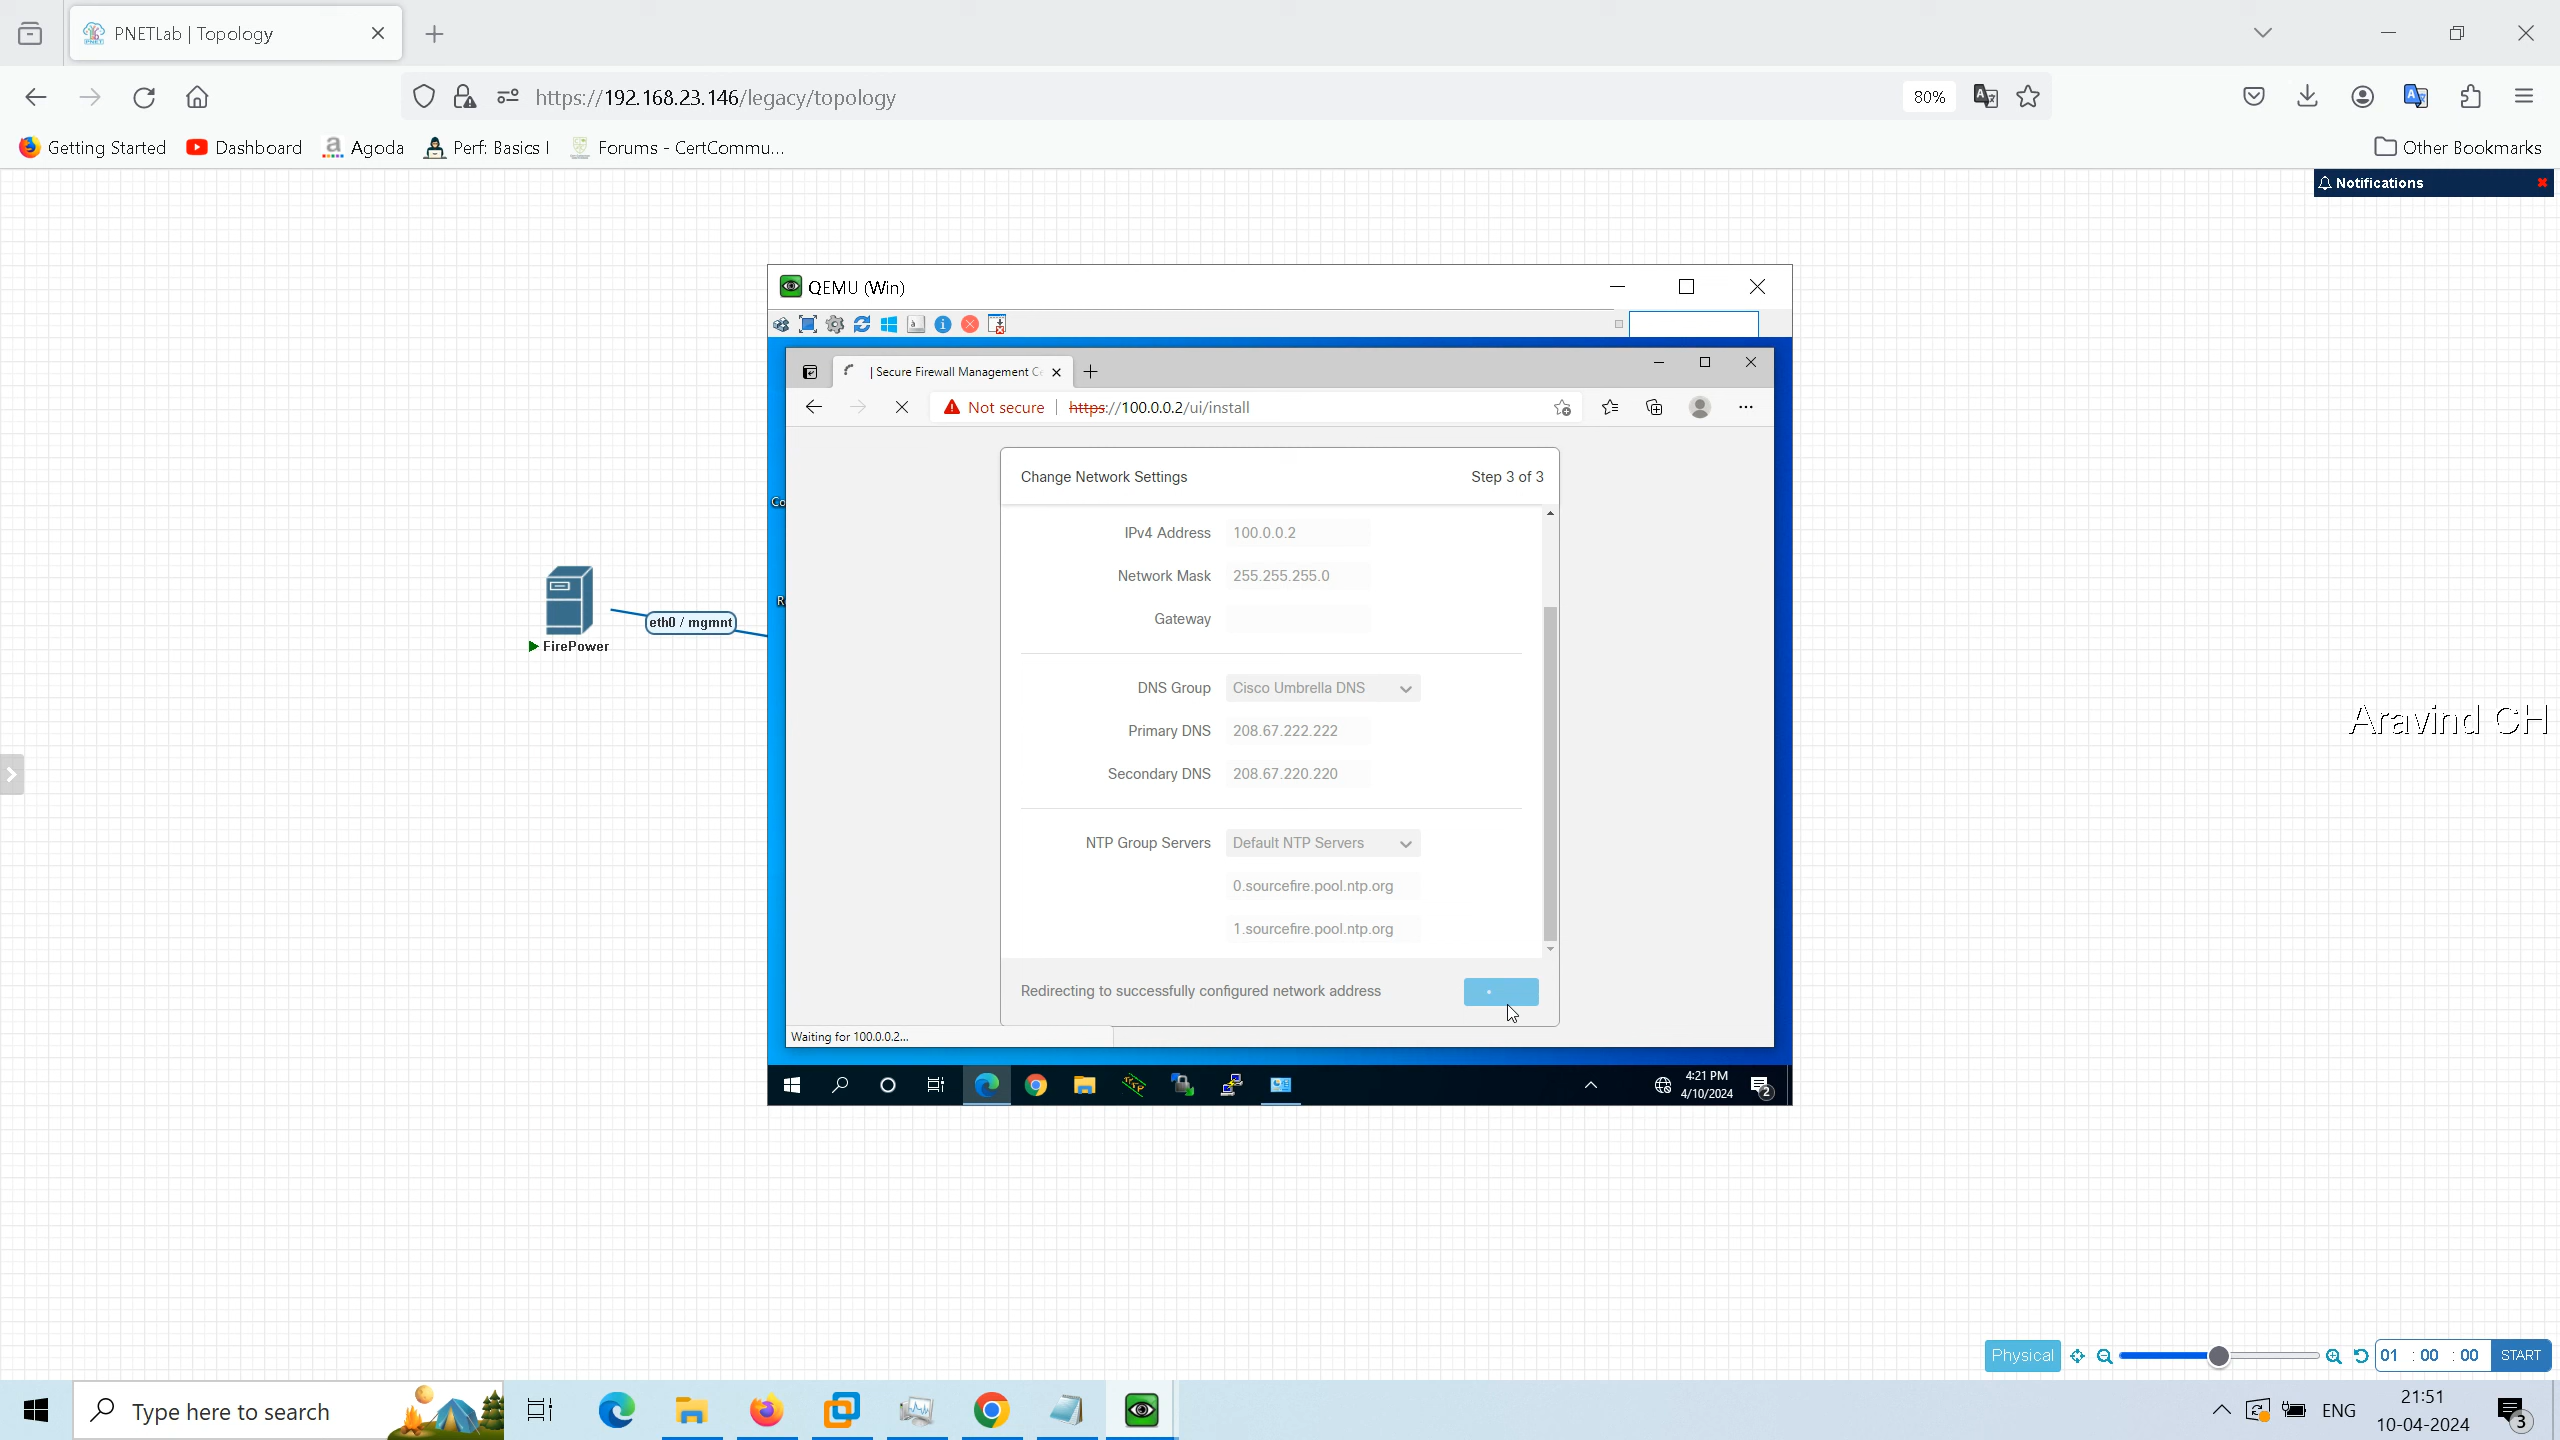 PNETLab | Topology
https://192.168.23.146/legacy/topology
80%
Getting Started
Dashboard
Agoda
Perf: Basics I
Forums - CertCommu...
Other Bookmarks
Notifications
QEMU (Win)
| Secure Firewall Management C
Not secure
https://100.0.0.2/ui/install
Change Network Settings
Step 3 of 3
Co
IPv4 Address
100.0.0.2
Network Mask
255.255.255.0
R
Gateway
eth0 / mgmnt
FirePower
DNS Group
Cisco Umbrella DNS
Primary DNS
208.67.222.222
Aravind CH
Secondary DNS
208.67.220.220
NTP Group Servers
Default NTP Servers
0.sourcefire.pool.ntp.org
1.sourcefire.pool.ntp.org
Redirecting to successfully configured network address
Waiting for 100.0.0.2...
4:21 PM
4/10/2024
2
Physical
01 : 00 : 00
START
Type here to search
ENG
21:51
10-04-2024
3